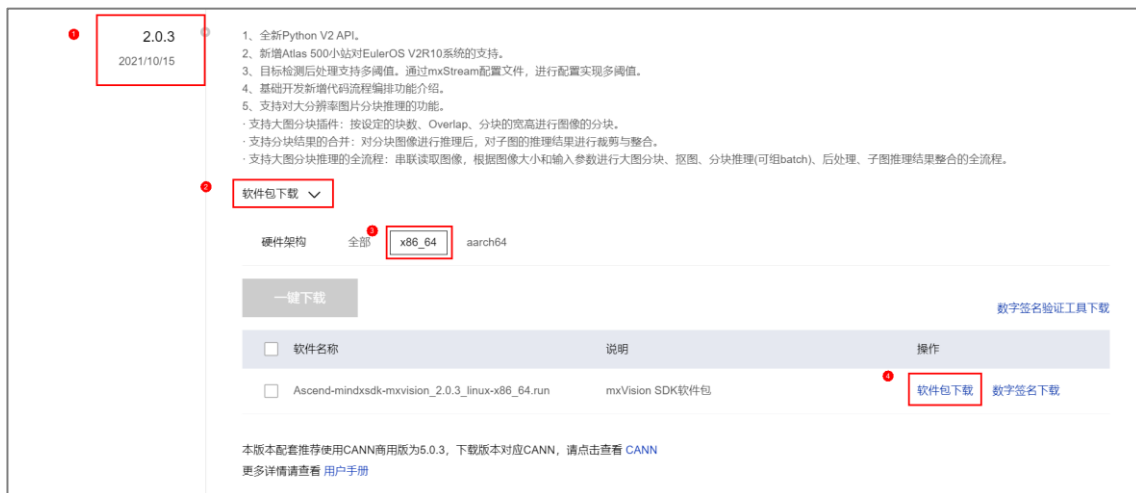 1
2.0.3
2021/10/15
1、全新Python V2 API。
2、新增Atlas 500小站对EulerOS V2R10系统的支持。
3、目标检测后处理支持多阈值。通过mxStream配置文件，进行配置实现多阈值。
4、基础开发新增代码流程编排功能介绍。
5、支持对大分辨率图片分块推理的功能。
· 支持大图分块插件：按设定的块数、Overlap、分块的宽高进行图像的分块。
· 支持分块结果的合并：对分块图像进行推理后，对子图的推理结果进行裁剪与整合。
· 支持大图分块推理的全流程：串联读取图像，根据图像大小和输入参数进行大图分块、抠图、分块推理(可组batch)、后处理、子图推理结果整合的全流程。
2
软件包下载
3
硬件架构 全部 x86_64 aarch64
一键下载
数字签名验证工具下载
软件名称 说明 操作
4
Ascend-mindxsdk-mxvision_2.0.3_linux-x86_64.run mxVision SDK软件包 软件包下载 数字签名下载
本版本配套推荐使用CANN商用版为5.0.3，下载版本对应CANN，请点击查看 CANN
更多详情请查看 用户手册